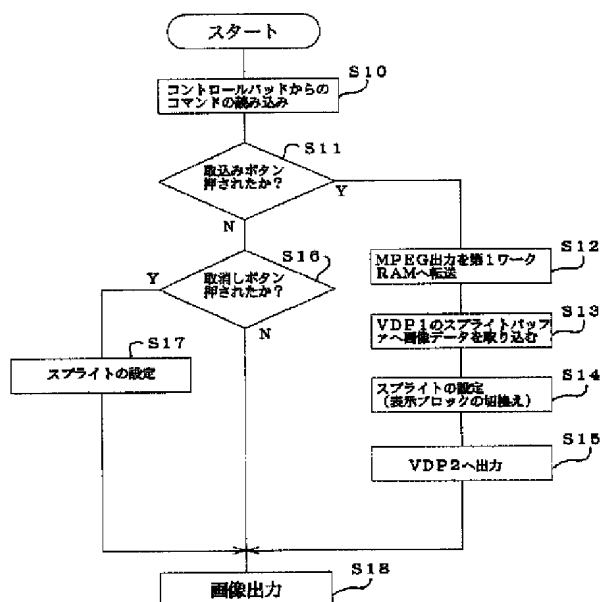 スタート
S10
コントロールパッドからの
コマンドの読み込み
S11
取込みボタン
押されたか?
Y
N
S12
MPEG出力を第1ワーク
RAMへ転送
S16
取消しボタン
押されたか?
Y
N
S13
VDP1のスプライトバッフ
ァへ画像データを取り込む
S17
スプライトの設定
S14
スプライトの設定
(表示ブロックの切換え)
S15
VDP2へ出力
S18
画像出力